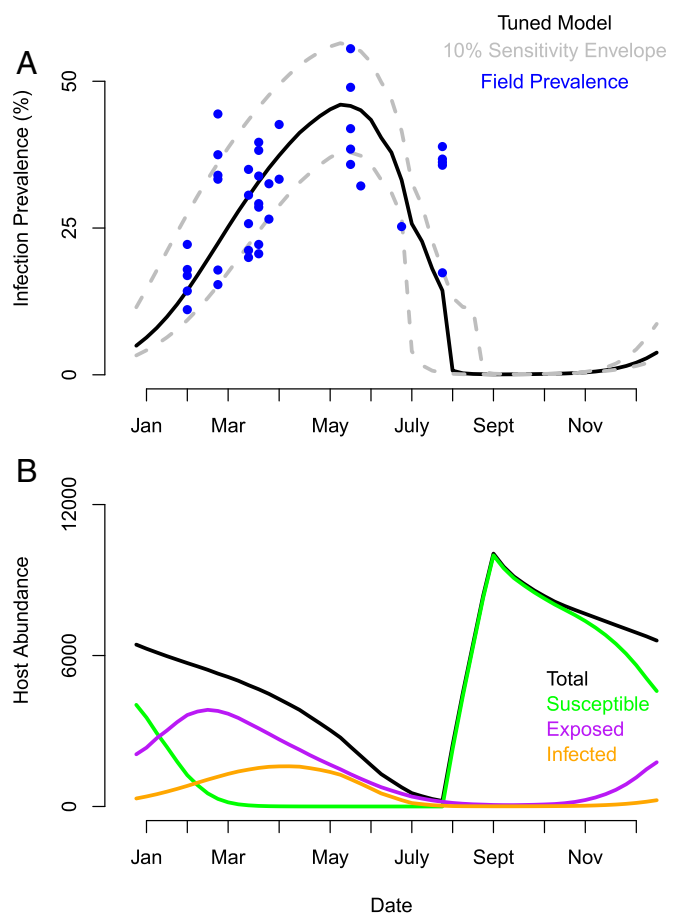 Tuned Model
10% Sensitivity Envelope
Field Prevalence
A
Infection Prevalence (%)
50
25
0
Jan Mar May July Sept Nov
B
Host Abundance
12000
6000
0
Total
Susceptible
Exposed
Infected
Jan Mar May July Sept Nov
Date